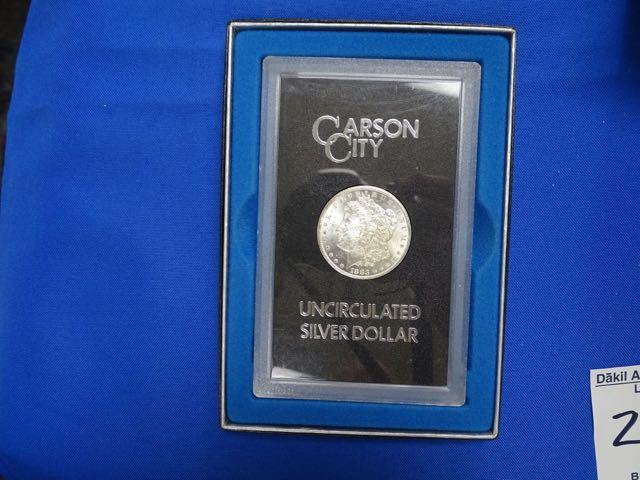 CARSON
CITY
1883
UNCIRCULATED
SILVER DOLLAR
Dākil A
L
2
B